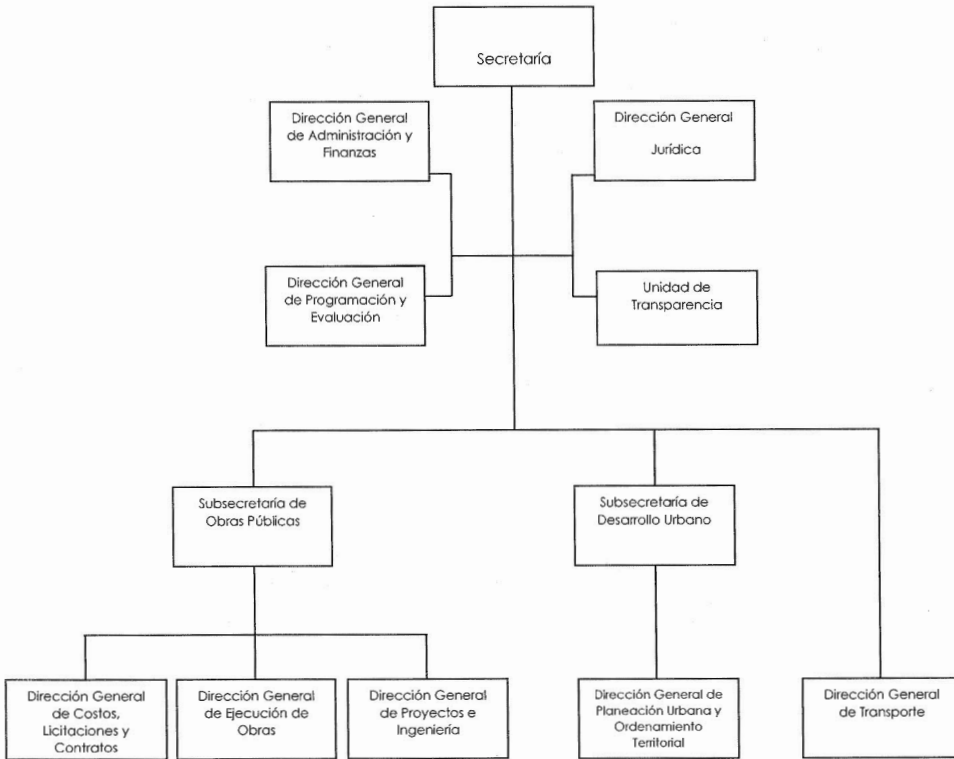 Secretaría
Dirección General
de Administración y
Finanzas
Dirección General
Jurídica
Dirección General
de Programación y
Evaluación
Unidad de
Transparencia
Subsecretaría de
Obras Públicas
Subsecretaría de
Desarrollo Urbano
Dirección General
de Costos,
Licitaciones y
Contratos
Dirección General
de Ejecución de
Obras
Dirección General
de Proyectos e
Ingeniería
Dirección General de
Planeación Urbana y
Ordenamiento
Territorial
Dirección General
de Transporte